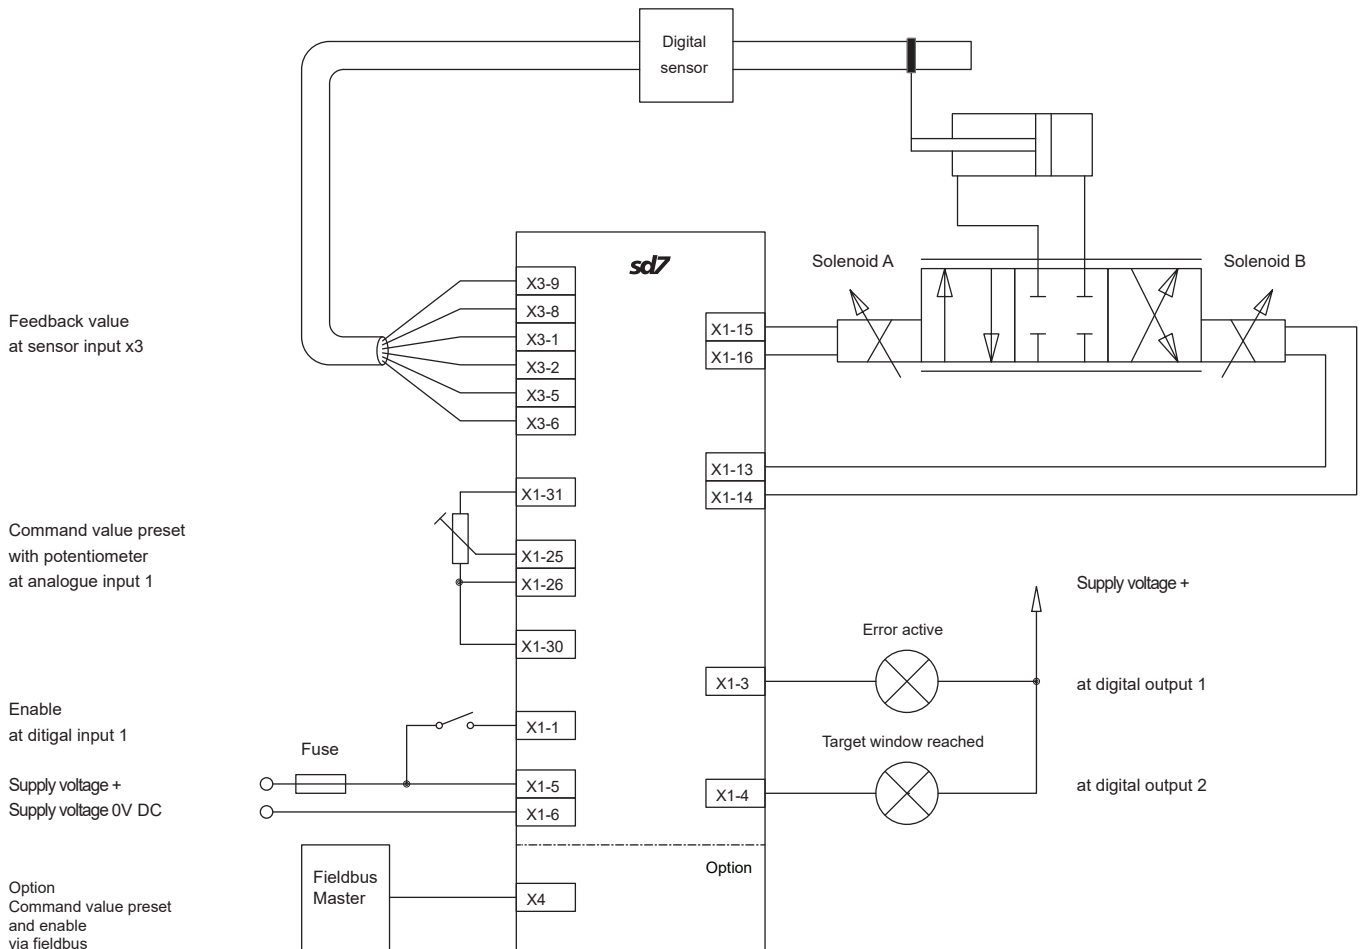 Digital
sensor
sd7
Solenoid A
Solenoid B
X3-9
X3-8
X3-1
X3-2
X3-5
X3-6
Feedback value
at sensor input x3
X1-15
X1-16
X1-13
X1-14
X1-31
X1-25
X1-26
X1-30
Command value preset
with potentiometer
at analogue input 1
Supply voltage +
Error active
X1-3
at digital output 1
Enable
at ditigal input 1
X1-1
Fuse
Target window reached
Supply voltage +
X1-5
Supply voltage 0V DC
X1-6
X1-4
at digital output 2
Option
Fieldbus
Master
X4
Option
Command value preset
and enable
via fieldbus